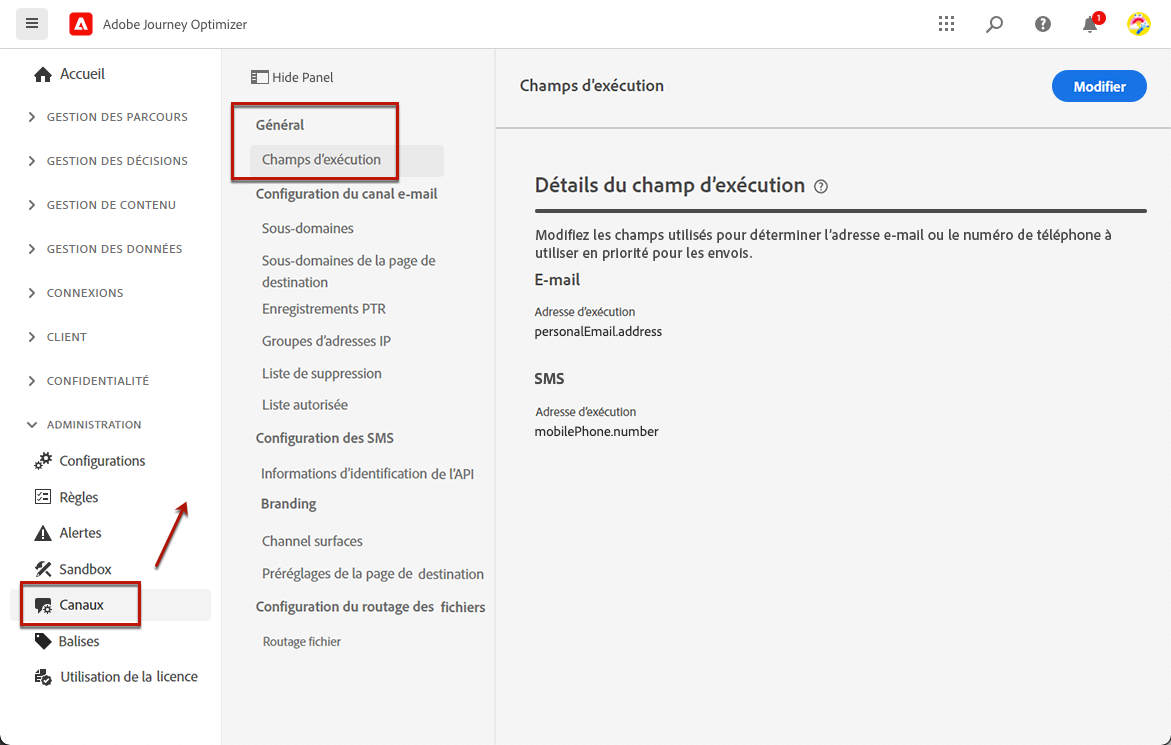 Adobe Journey Optimizer
1
Accueil
GESTION DES PARCOURS
GESTION DES DÉCISIONS
GESTION DE CONTENU
GESTION DES DONNÉES
CONNEXIONS
CLIENT
CONFIDENTIALITÉ
ADMINISTRATION
Configurations
Règles
Alertes
Sandbox
Canaux
Balises
Utilisation de la licence
Hide Panel
Général
Champs d'exécution
Configuration du canal e-mail
Sous-domaines
Sous-domaines de la page de
destination
Enregistrements PTR
Groupes d'adresses IP
Liste de suppression
Liste autorisée
Configuration des SMS
Informations d'identification de l'API
Branding
Channel surfaces
Préréglages de la page de destination
Configuration du routage des fichiers
Routage fichier
Champs d'exécution
Modifier
Détails du champ d'exécution ?
Modifiez les champs utilisés pour déterminer l'adresse e-mail ou le numéro de téléphone à
utiliser en priorité pour les envois.
E-mail
Adresse d'exécution
personalEmail.address
SMS
Adresse d'exécution
mobilePhone.number